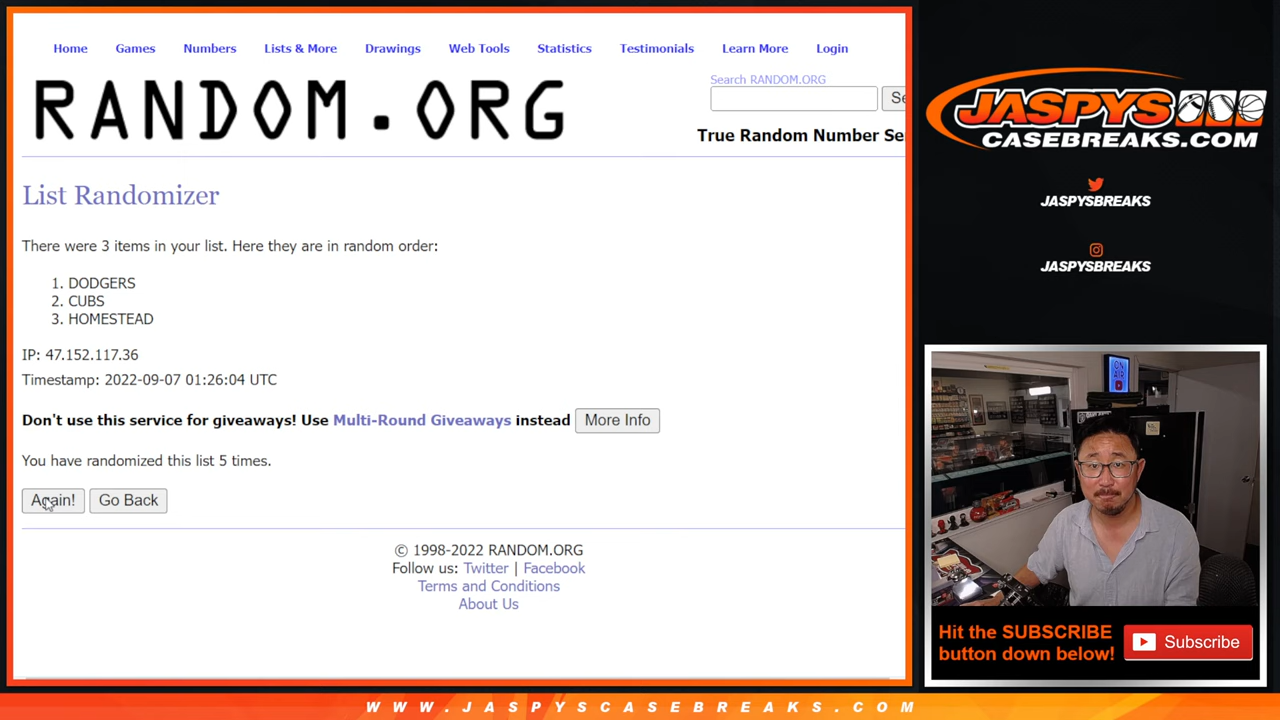 Home Games Numbers Lists & More Drawings Web Tools Statistics Testimonials Learn More Login
RANDOM.ORG
Search RANDOM.ORG
True Random Number Se
List Randomizer
There were 3 items in your list. Here they are in random order:
1. DODGERS
2. CUBS
3. HOMESTEAD
IP: 47.152.117.36
Timestamp: 2022-09-07 01:26:04 UTC
Don't use this service for giveaways! Use Multi-Round Giveaways instead More Info
You have randomized this list 5 times.
Again! Go Back
© 1998-2022 RANDOM.ORG
Follow us: Twitter | Facebook
Terms and Conditions
About Us
JASPYS
CASEBREAKS.COM
JASPYSBREAKS
JASPYSBREAKS
ON
AIR
Hit the SUBSCRIBE
button down below!
Subscribe
WWW.JASPYSCASEBREAKS.COM